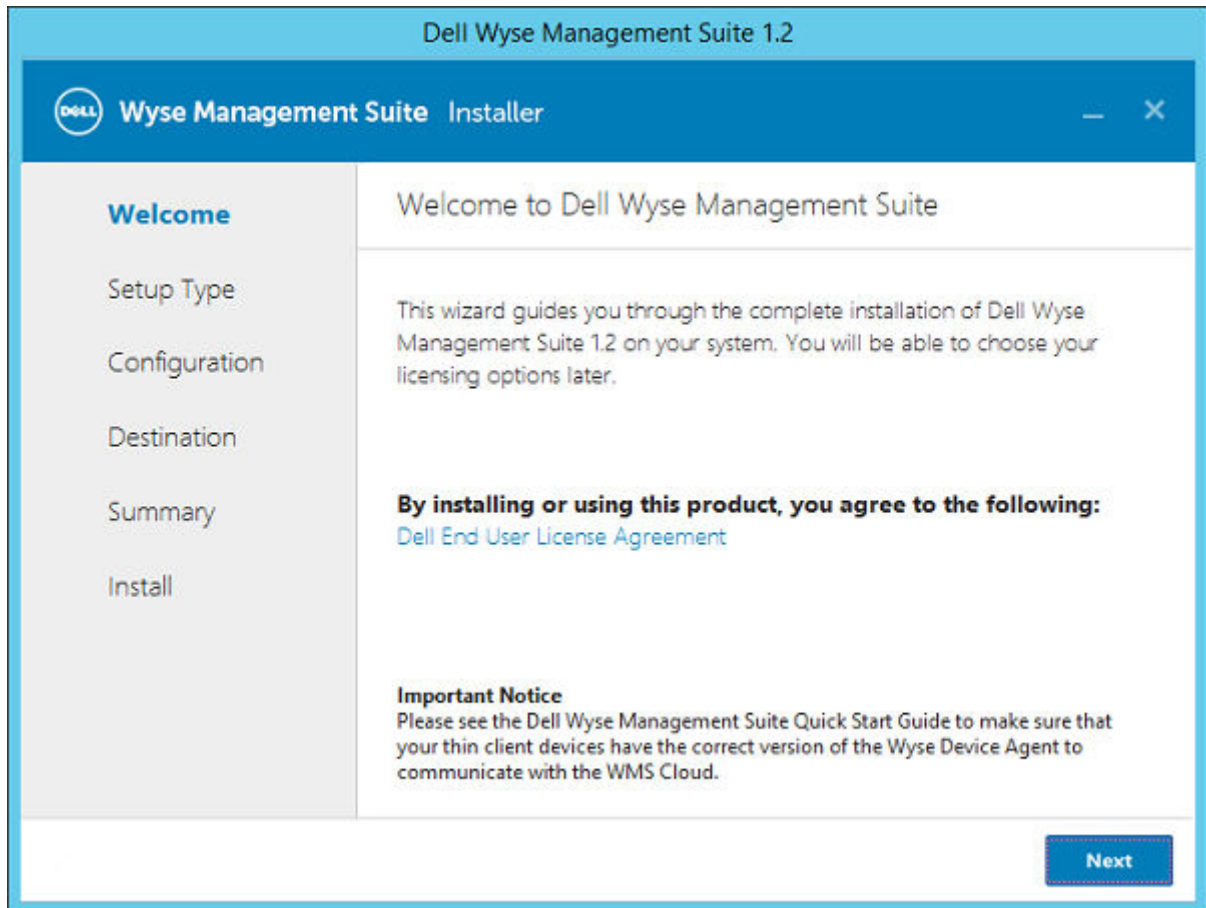 Dell Wyse Management Suite 1.2
DELL Wyse Management Suite Installer
Welcome
Setup Type
Configuration
Destination
Summary
Install
Welcome to Dell Wyse Management Suite
This wizard guides you through the complete installation of Dell Wyse
Management Suite 1.2 on your system. You will be able to choose your
licensing options later.
By installing or using this product, you agree to the following:
Dell End User License Agreement
Important Notice
Please see the Dell Wyse Management Suite Quick Start Guide to make sure that
your thin client devices have the correct version of the Wyse Device Agent to
communicate with the WMS Cloud.
Next